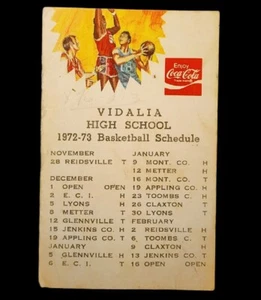 Enjoy
Coca-Cola
VIDALIA
HIGH SCHOOL
1972-73 Basketball Schedule
NOVEMBER
28 REIDSVILLE T
DECEMBER
1 OPEN OPEN
2 E. C. I. H
5 LYONS H
8 METTER T
12 GLENNVILLE T
15 JENKINS CO. H
19 APPLING CO. T
JANUARY
5 GLENNVILLE H
6 E. C. I. T
JANUARY
9 MONT. CO. H
12 METTER H
16 MONT. CO. T
19 APPLING CO. H
23 TOOMBS C. H
26 CLAXTON H
30 LYONS T
FEBRUARY
2 REIDSVILLE H
6 TOOMBS C. T
9 CLAXTON H
13 JENKINS CO. T
16 OPEN OPEN